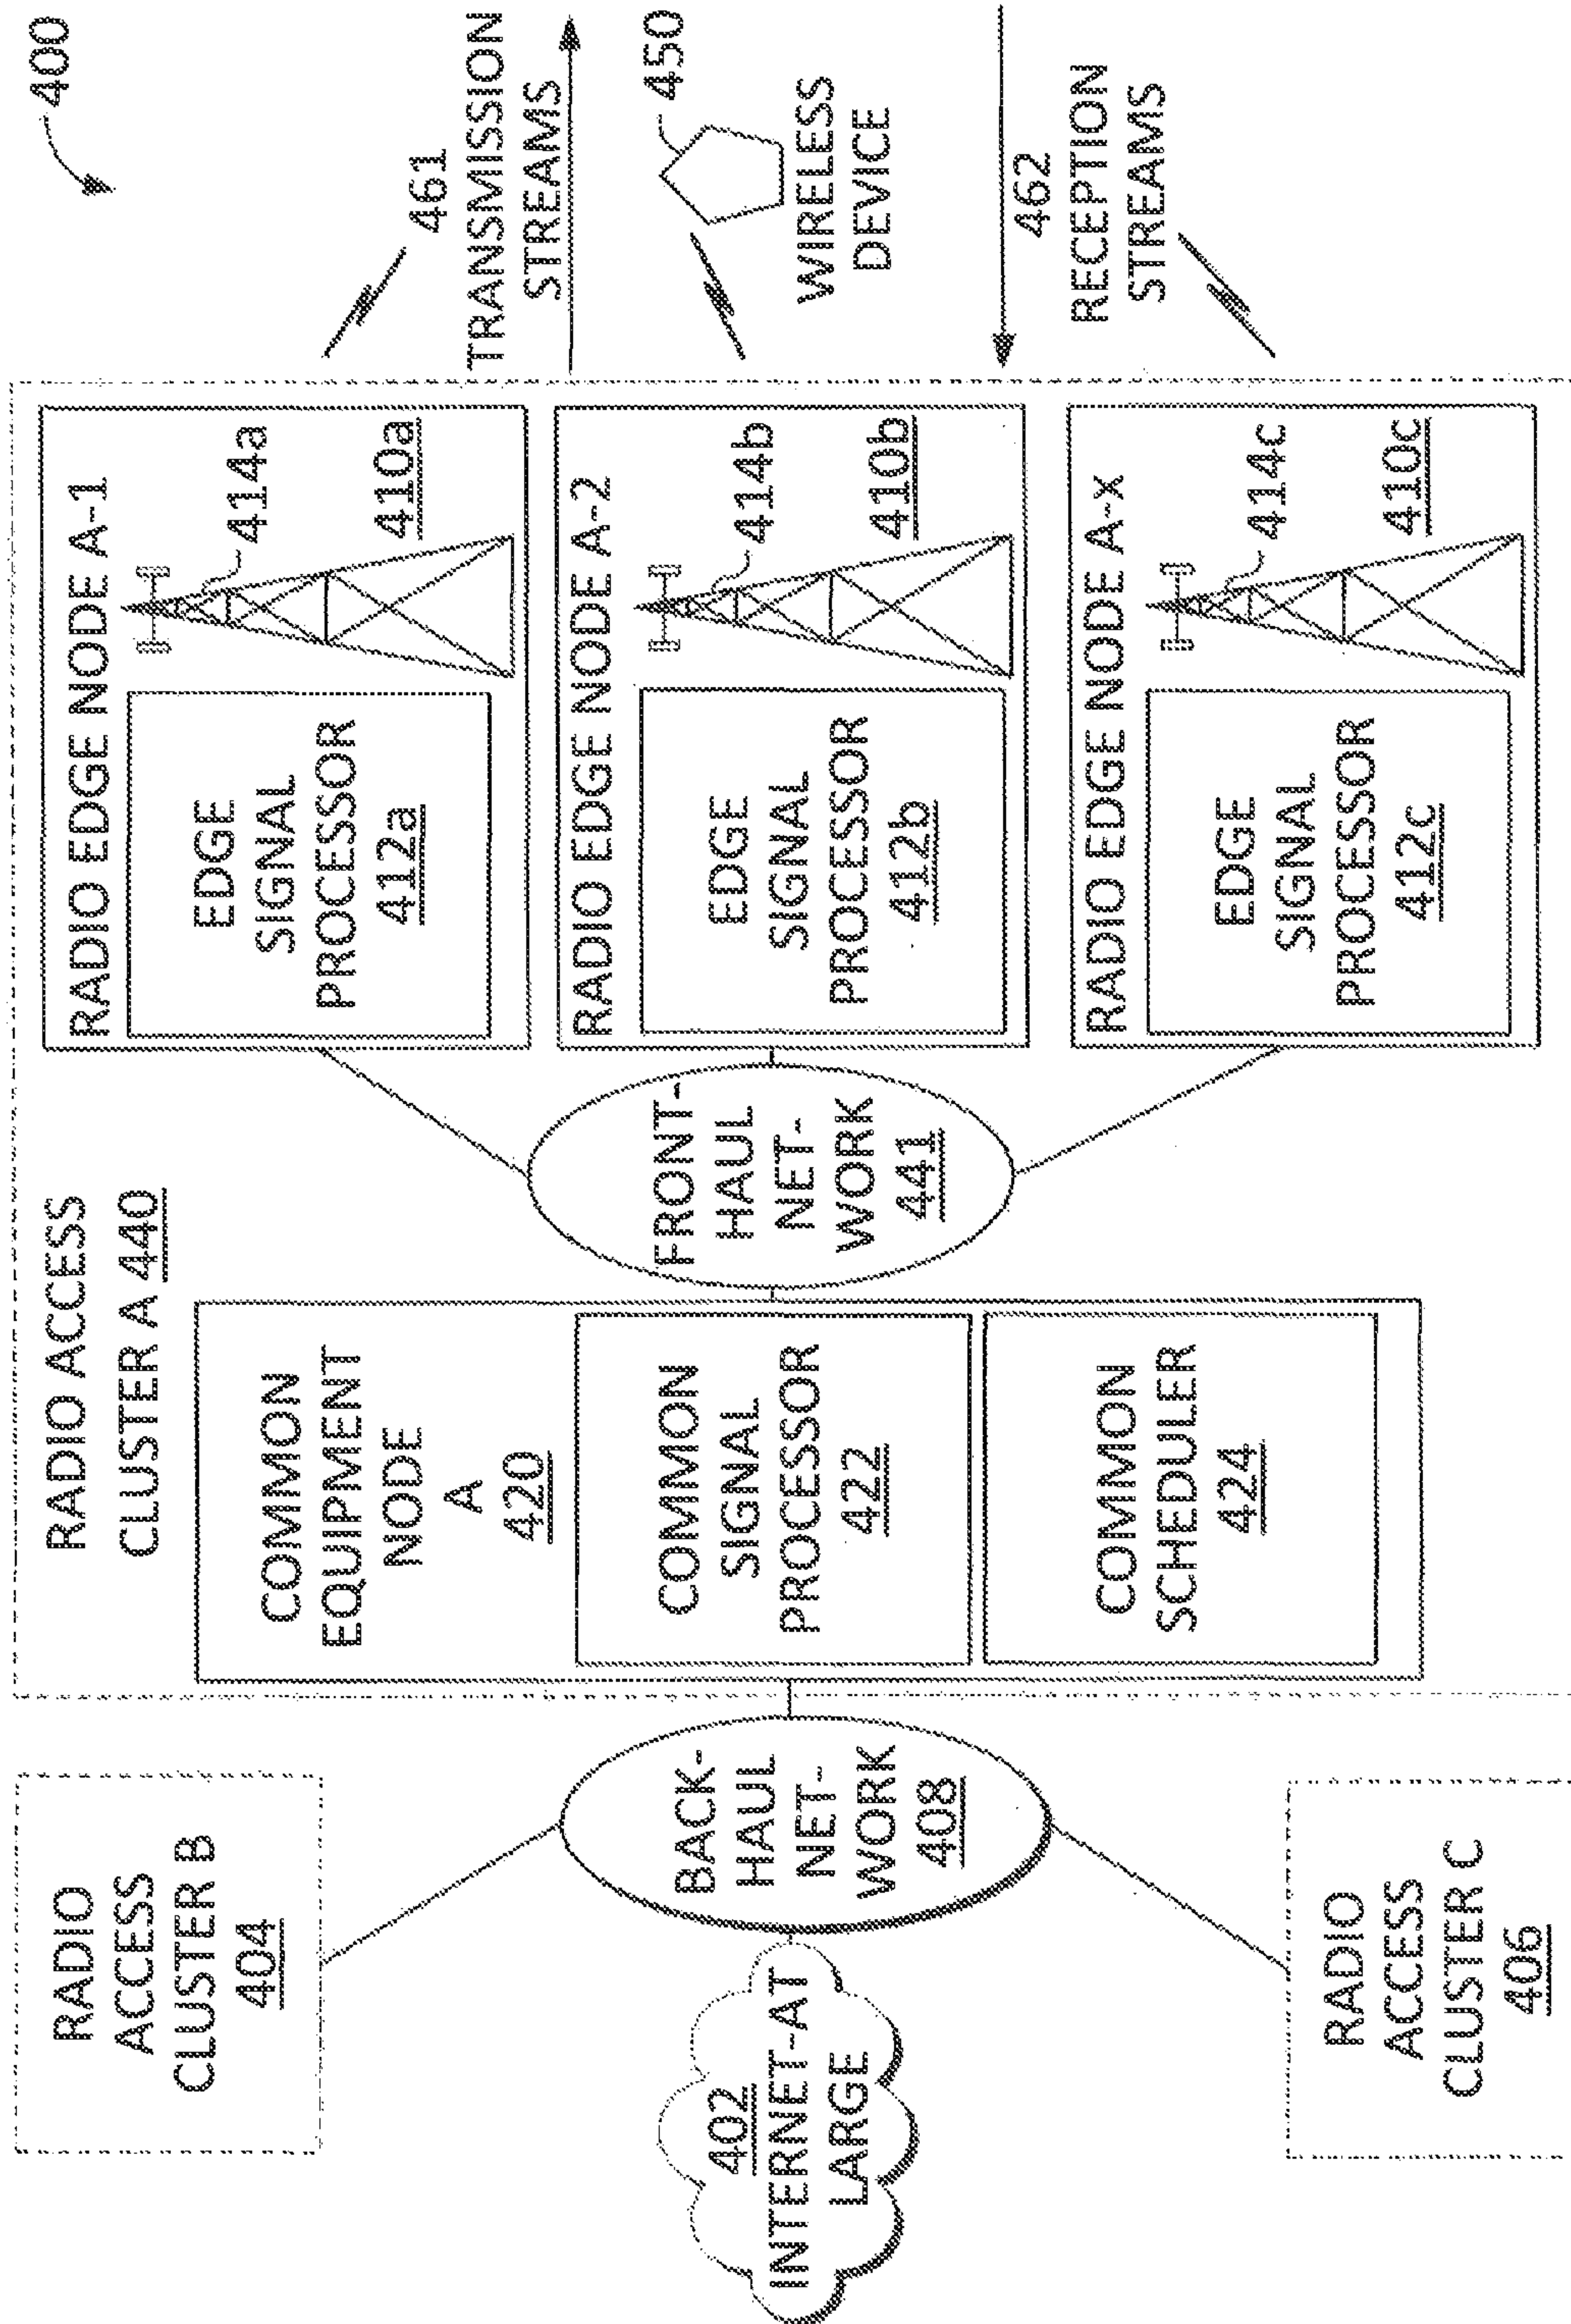 400
RADIO
ACCESS
CLUSTER B
404
402
INTERNET-AT
LARGE
RADIO
ACCESS
CLUSTER C
406
BACK-
HAUL
NET-
WORK
408
RADIO ACCESS
CLUSTER A 440
COMMON
EQUIPMENT
NODE
A
420
COMMON
SIGNAL
PROCESSOR
422
COMMON
SCHEDULER
424
FRONT-
HAUL
NET-
WORK
441
RADIO EDGE NODE A-1
EDGE
SIGNAL
PROCESSOR
412a
414a
410a
RADIO EDGE NODE A-2
EDGE
SIGNAL
PROCESSOR
412b
414b
410b
RADIO EDGE NODE A-X
EDGE
SIGNAL
PROCESSOR
412c
414c
410c
461
TRANSMISSION
STREAMS
450
WIRELESS
DEVICE
462
RECEPTION
STREAMS